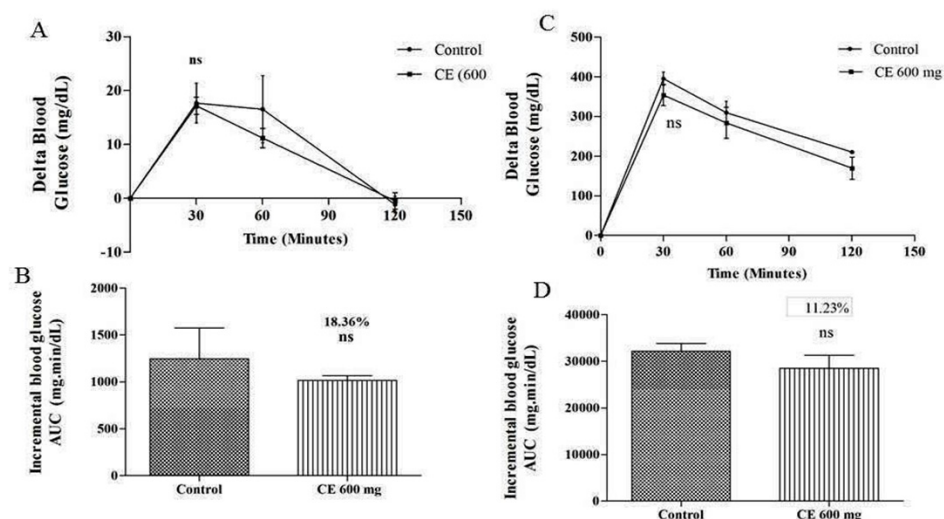 A
Delta Blood
Glucose (mg/dL)
30
20
10
0
-10
ns
Control
CE (600
30
60
90
120
150
Time (Minutes)
C
Delta Blood
Glucose (mg/dL)
500
400
300
200
100
0
ns
Control
CE 600 mg
0
30
60
90
120
150
Time (Minutes)
B
Incremental blood glucose
AUC (mg.min/dL)
2000
1500
1000
500
0
18.36%
ns
Control
CE 600 mg
D
Incremental blood glucose
AUC (mg.min/dL)
40000
30000
20000
10000
0
11.23%
ns
Control
CE 600 mg